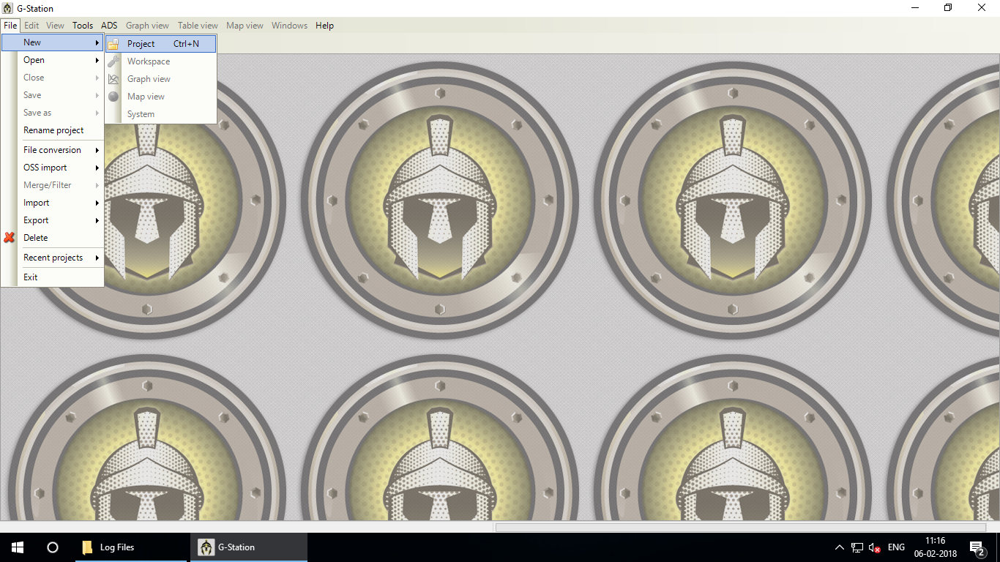 G-Station
File Edit View Tools ADS Graph view Table view Map view Windows Help
New
Project Ctrl+N
Open
Workspace
Close
Graph view
Save
Map view
Save as
System
Rename project
File conversion
OSS import
Merge/Filter
Import
Export
Delete
Recent projects
Exit
Log Files
G-Station
ENG
11:16
06-02-2018
2